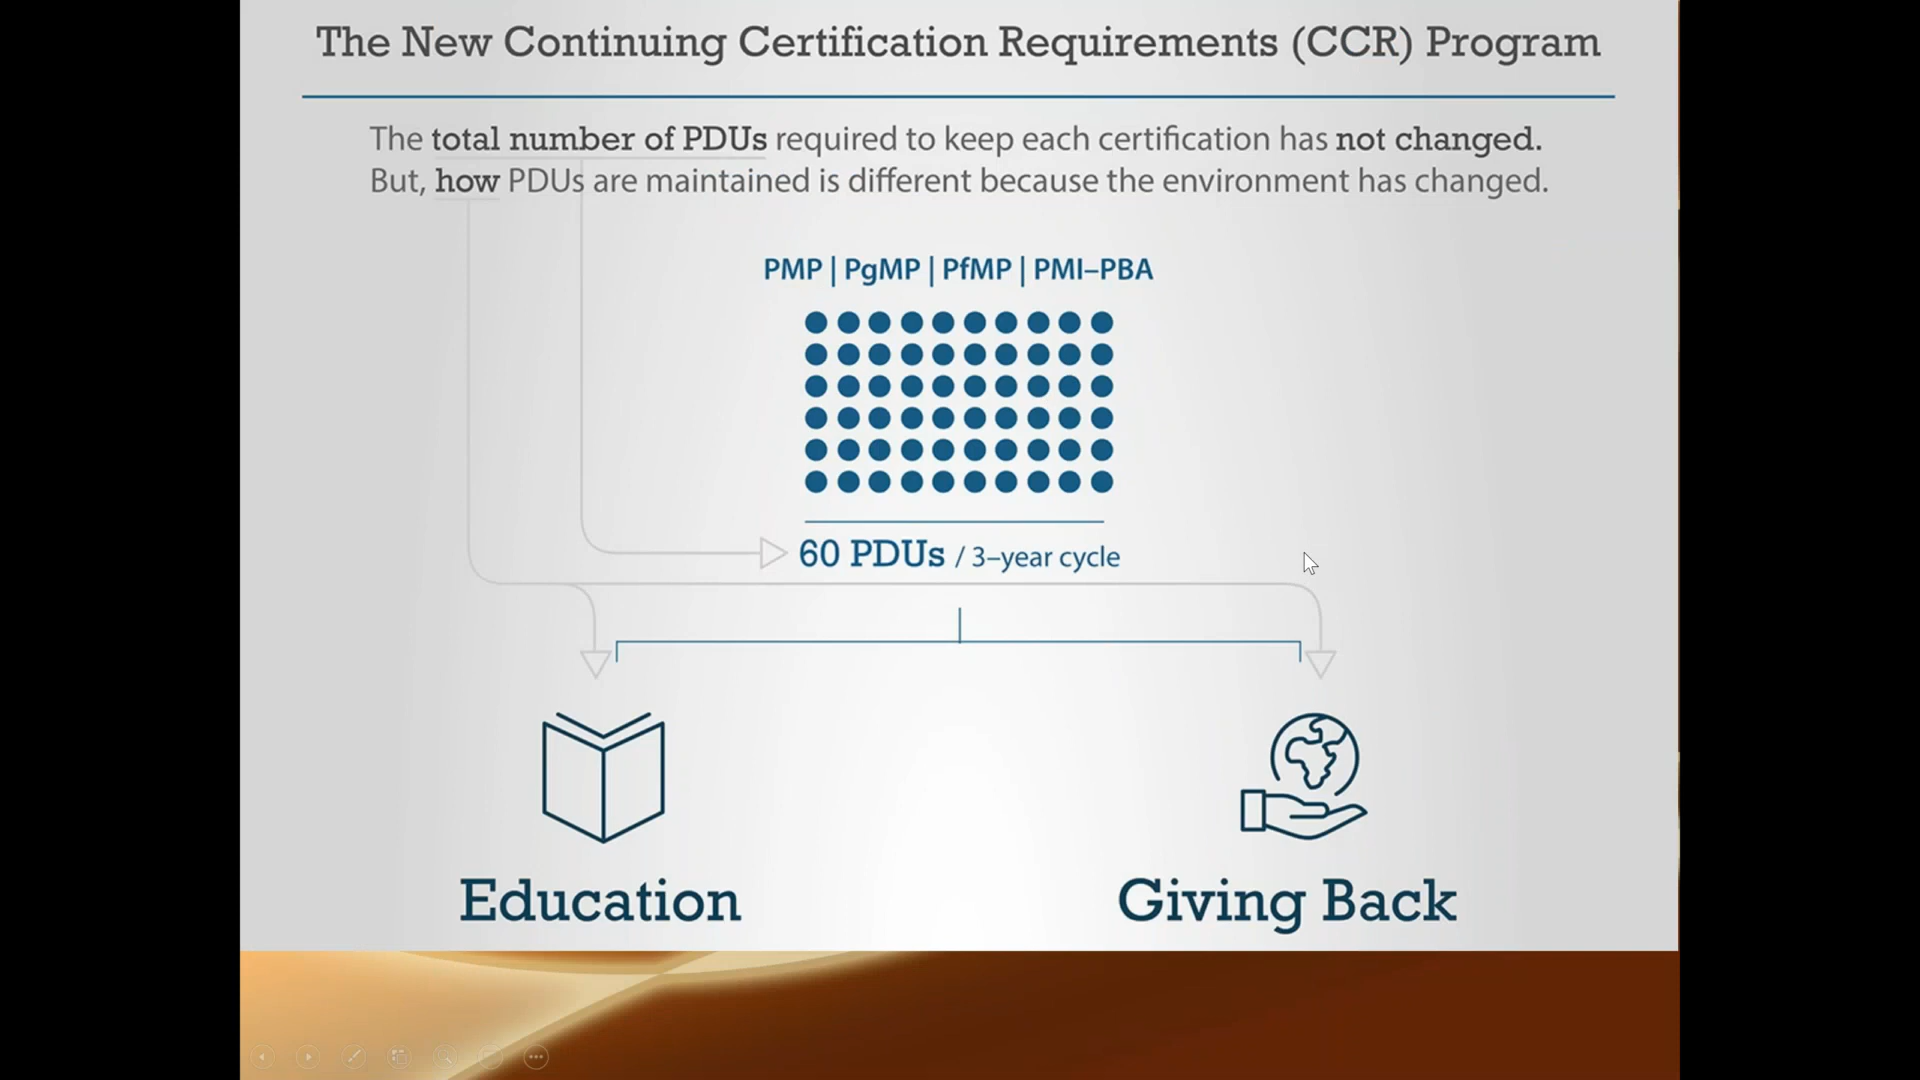 The New Continuing Certification Requirements (CCR) Program
The total number of PDUs required to keep each certification has not changed.
But, how PDUs are maintained is different because the environment has changed.
PMP | PgMP | PfMP | PMI–PBA
60 PDUs / 3–year cycle
Education
Giving Back